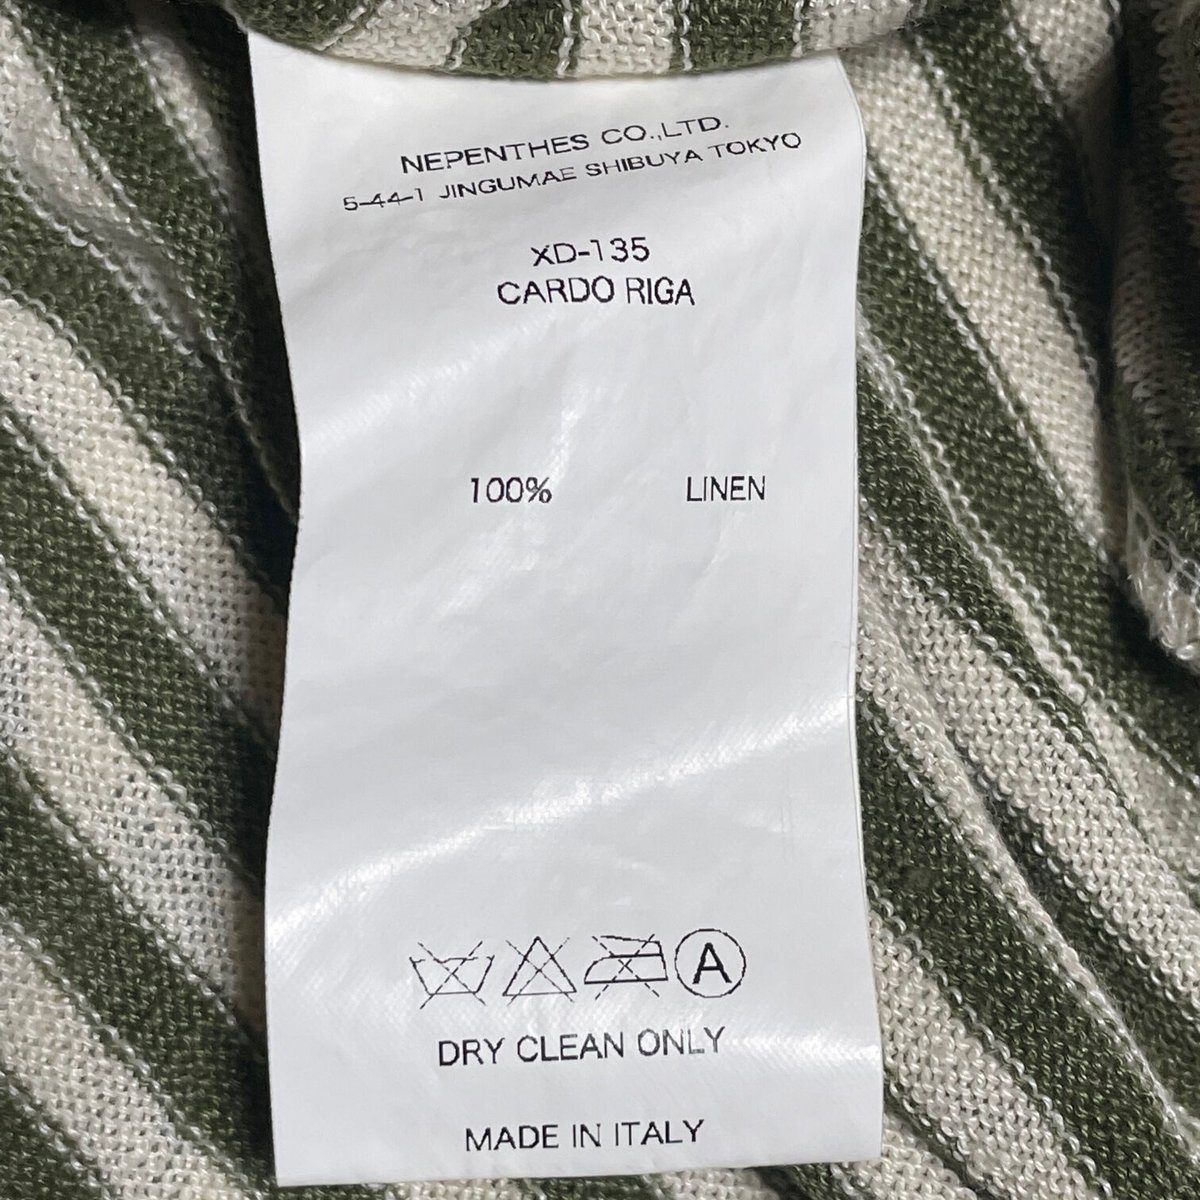 NEPENTHES CO.,LTD.
5-44-1 JINGUMAE SHIBUYA TOKYO
XD-135
CARDO RIGA
100% LINEN
A
DRY CLEAN ONLY
MADE IN ITALY